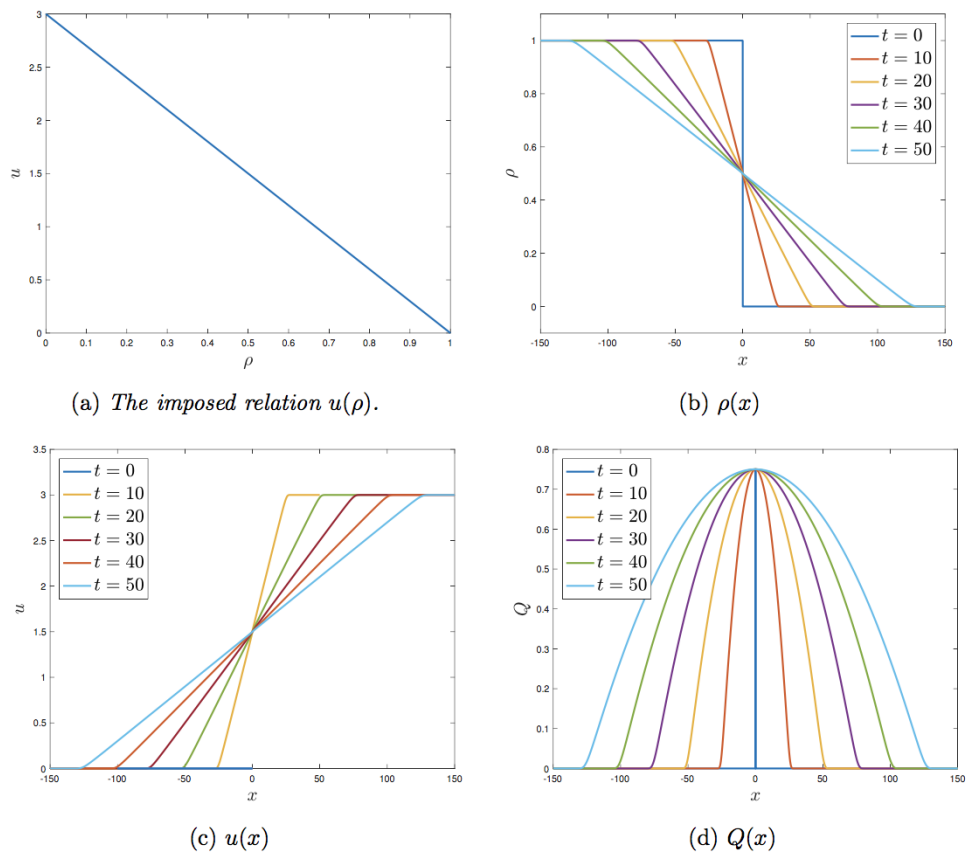 3
2.5
2
1.5
1
0.5
0
u
0 0.1 0.2 0.3 0.4 0.5 0.6 0.7 0.8 0.9 1
ρ
(a) The imposed relation u(ρ).
1
0.8
0.6
0.4
0.2
0
ρ
-150 -100 -50 0 50 100 150
x
t = 0
t = 10
t = 20
t = 30
t = 40
t = 50
(b) ρ(x)
3.5
3
2.5
2
1.5
1
0.5
0
u
-150 -100 -50 0 50 100 150
x
t = 0
t = 10
t = 20
t = 30
t = 40
t = 50
(c) u(x)
0.8
0.7
0.6
0.5
0.4
0.3
0.2
0.1
0
Q
-150 -100 -50 0 50 100 150
x
t = 0
t = 10
t = 20
t = 30
t = 40
t = 50
(d) Q(x)